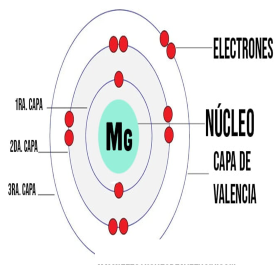 ELECTRONES
1RA. CAPA
NÚCLEO
Mg
2DA. CAPA
CAPA DE
VALENCIA
3RA. CAPA